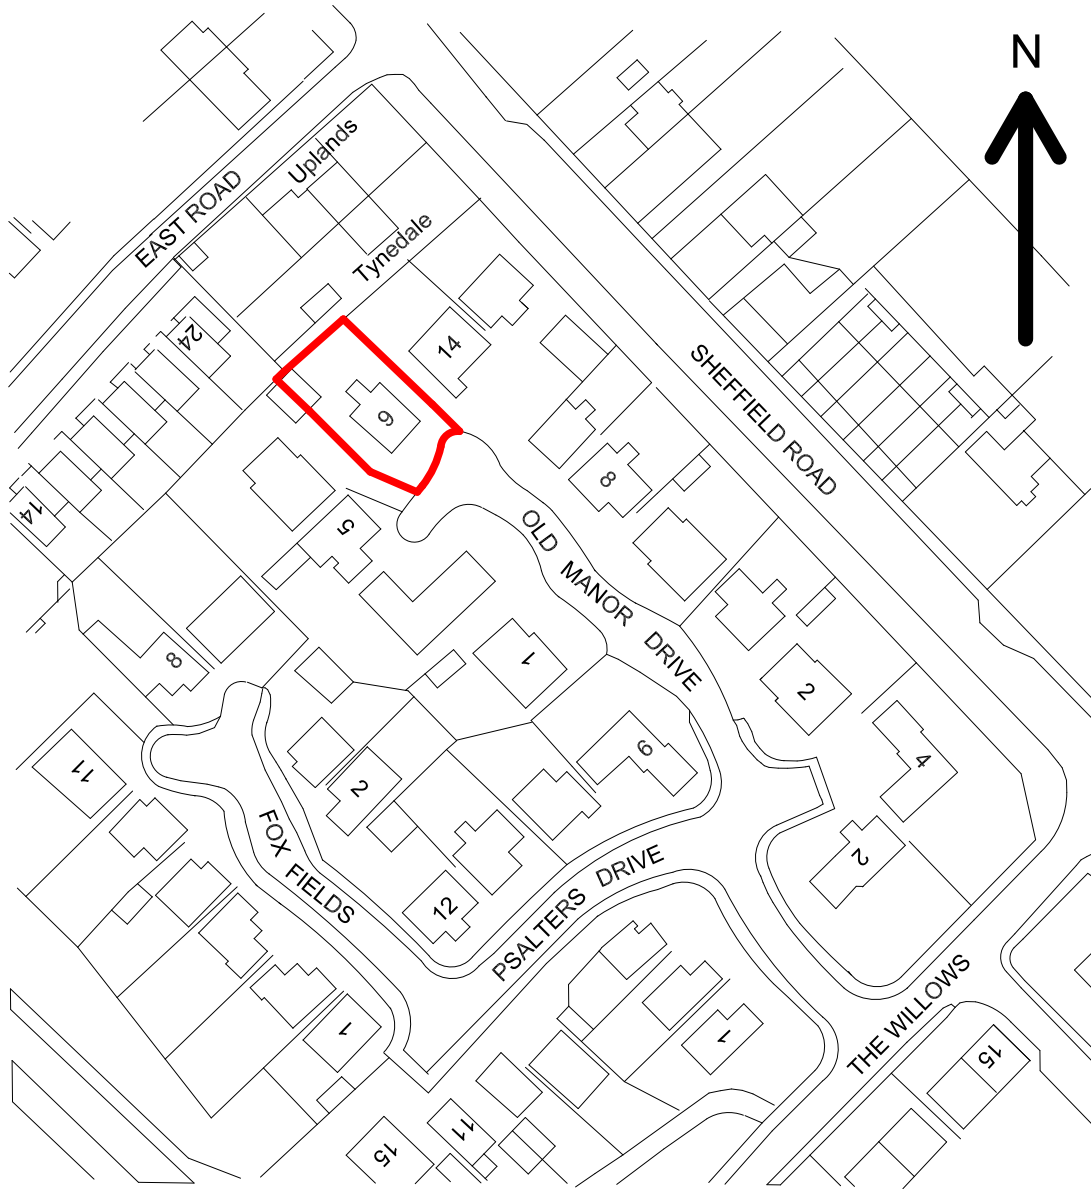 N
Uplands
EAST ROAD
Tynedale
24
14
9
SHEFFIELD ROAD
8
14
5
OLD MANOR DRIVE
1
8
2
6
4
11
2
FOX FIELDS
2
PSALTERS DRIVE
12
THE WILLOWS
1
1
15
11
15